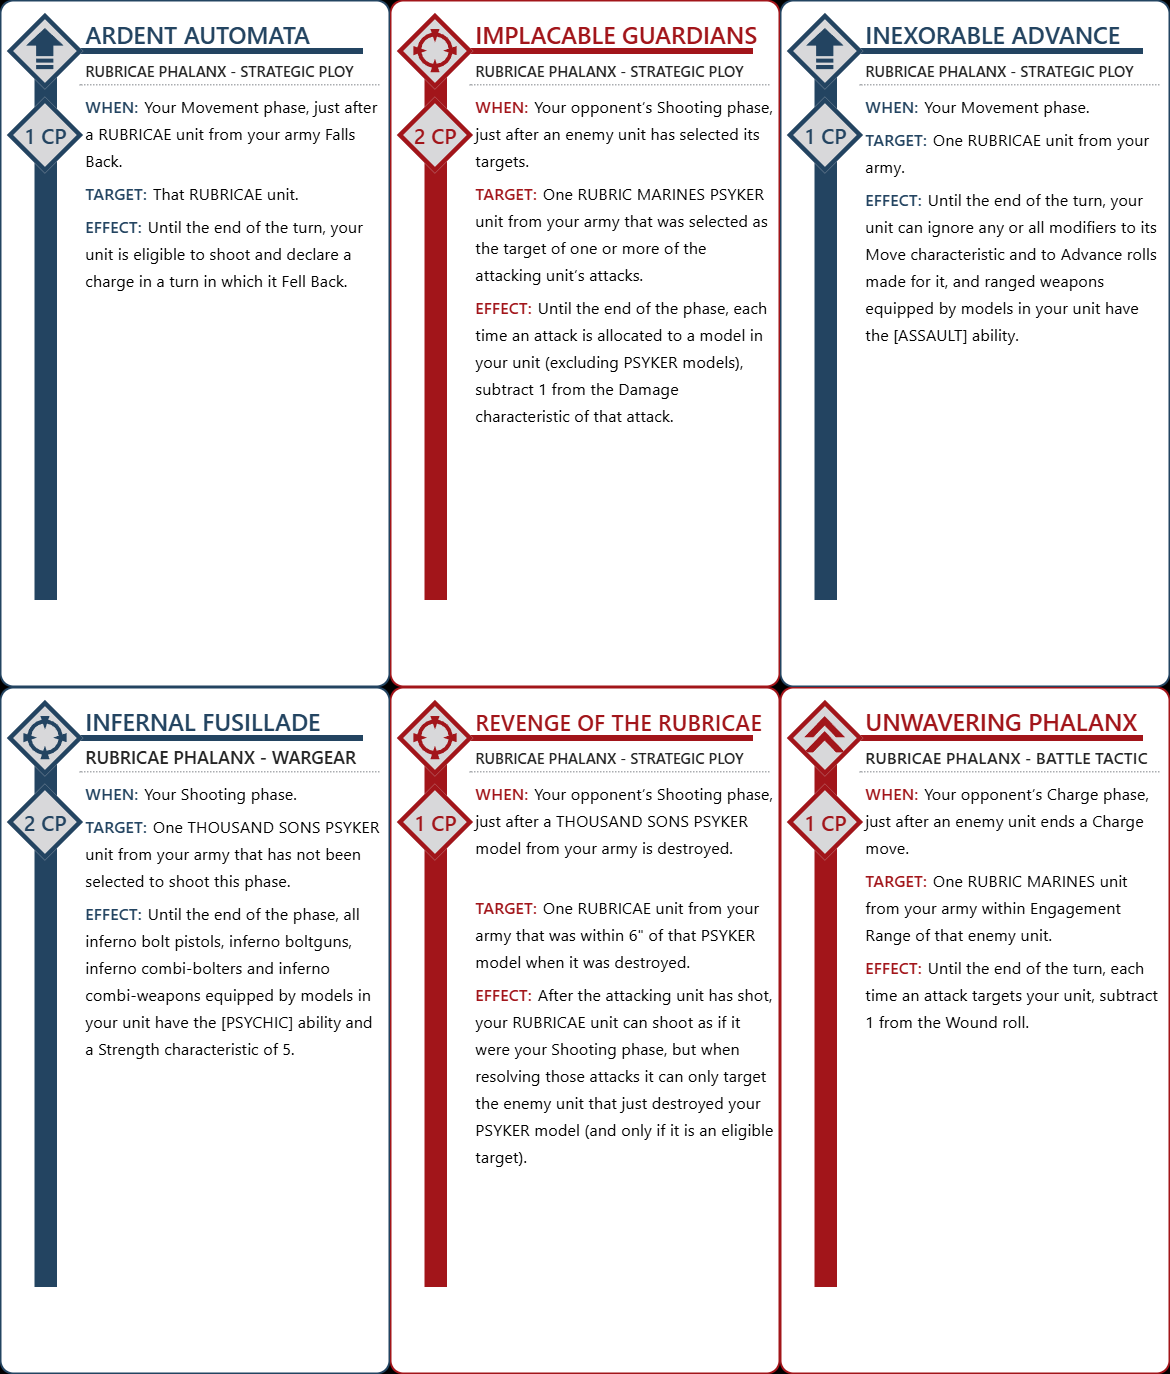 ARDENT AUTOMATA
RUBRICAE PHALANX - STRATEGIC PLOY
1 CP
WHEN: Your Movement phase, just after
a RUBRICAE unit from your army Falls
Back.
TARGET: That RUBRICAE unit.
EFFECT: Until the end of the turn, your
unit is eligible to shoot and declare a
charge in a turn in which it Fell Back.
IMPLACABLE GUARDIANS
RUBRICAE PHALANX - STRATEGIC PLOY
2 CP
WHEN: Your opponent's Shooting phase,
just after an enemy unit has selected its
targets.
TARGET: One RUBRIC MARINES PSYKER
unit from your army that was selected as
the target of one or more of the
attacking unit's attacks.
EFFECT: Until the end of the phase, each
time an attack is allocated to a model in
your unit (excluding PSYKER models),
subtract 1 from the Damage
characteristic of that attack.
INEXORABLE ADVANCE
RUBRICAE PHALANX - STRATEGIC PLOY
1 CP
WHEN: Your Movement phase.
TARGET: One RUBRICAE unit from your
army.
EFFECT: Until the end of the turn, your
unit can ignore any or all modifiers to its
Move characteristic and to Advance rolls
made for it, and ranged weapons
equipped by models in your unit have
the [ASSAULT] ability.
INFERNAL FUSILLADE
RUBRICAE PHALANX - WARGEAR
2 CP
WHEN: Your Shooting phase.
TARGET: One THOUSAND SONS PSYKER
unit from your army that has not been
selected to shoot this phase.
EFFECT: Until the end of the phase, all
inferno bolt pistols, inferno boltguns,
inferno combi-bolters and inferno
combi-weapons equipped by models in
your unit have the [PSYCHIC] ability and
a Strength characteristic of 5.
REVENGE OF THE RUBRICAE
RUBRICAE PHALANX - STRATEGIC PLOY
1 CP
WHEN: Your opponent's Shooting phase,
just after a THOUSAND SONS PSYKER
model from your army is destroyed.
TARGET: One RUBRICAE unit from your
army that was within 6" of that PSYKER
model when it was destroyed.
EFFECT: After the attacking unit has shot,
your RUBRICAE unit can shoot as if it
were your Shooting phase, but when
resolving those attacks it can only target
the enemy unit that just destroyed your
PSYKER model (and only if it is an eligible
target).
UNWAVERING PHALANX
RUBRICAE PHALANX - BATTLE TACTIC
1 CP
WHEN: Your opponent's Charge phase,
just after an enemy unit ends a Charge
move.
TARGET: One RUBRIC MARINES unit
from your army within Engagement
Range of that enemy unit.
EFFECT: Until the end of the turn, each
time an attack targets your unit, subtract
1 from the Wound roll.